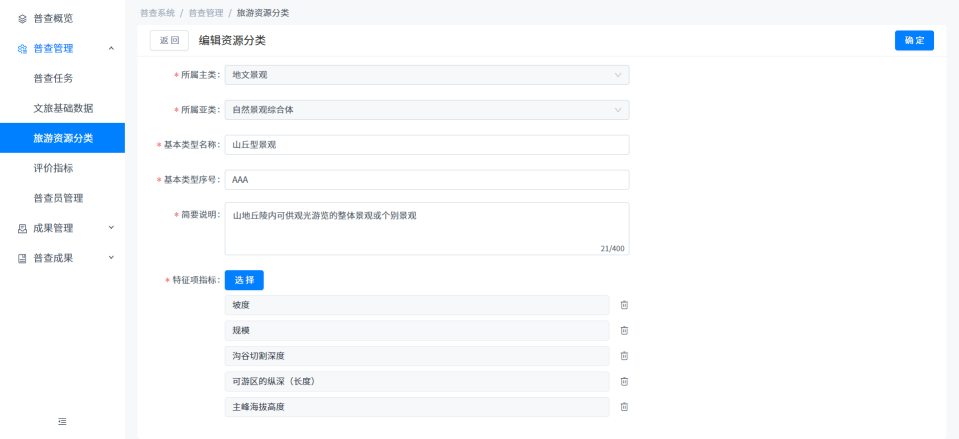 普查概览
普查管理
普查任务
文旅基础数据
旅游资源分类
评价指标
普查员管理
成果管理
普查成果
普查系统 / 普查管理 / 旅游资源分类
返回 编辑资源分类 确定
* 所属主类: 地文景观
* 所属亚类: 自然景观综合体
* 基本类型名称: 山丘型景观
* 基本类型序号: AAA
* 简要说明: 山地丘陵内可供观光游览的整体景观或个别景观
21/400
* 特征项指标: 选择
坡度
规模
沟谷切割深度
可游区的纵深（长度）
主峰海拔高度